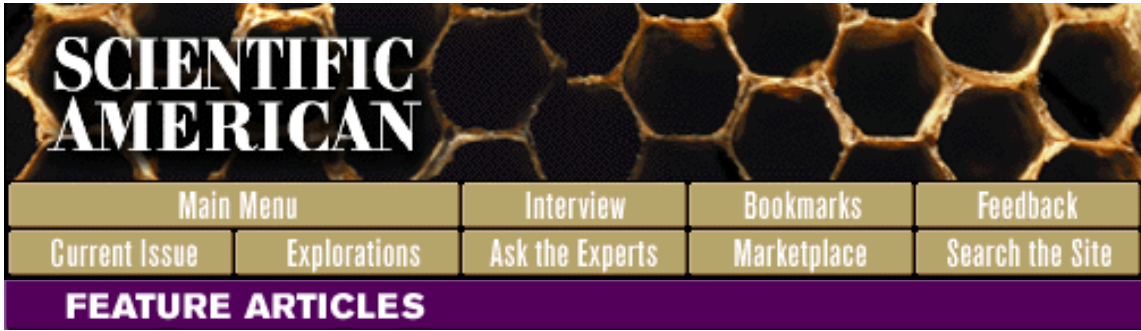 SCIENTIFIC
AMERICAN
Main Menu Interview Bookmarks Feedback
Current Issue Explorations Ask the Experts Marketplace Search the Site
FEATURE ARTICLES